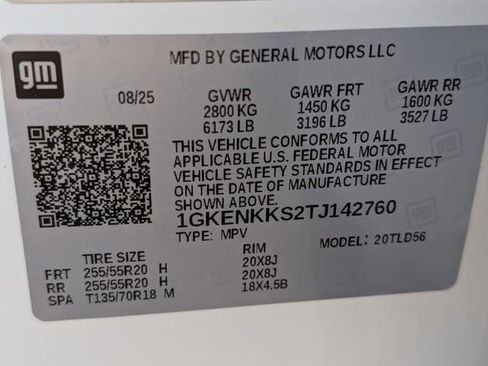 gm
MFD BY GENERAL MOTORS LLC
08/25 GVWR GAWR FRT GAWR RR
2800 KG 1450 KG 1600 KG
6173 LB 3196 LB 3527 LB
THIS VEHICLE CONFORMS TO ALL
APPLICABLE U.S. FEDERAL MOTOR
VEHICLE SAFETY STANDARDS IN EFFECT
ON THE DATE OF MANUFACTURE
SHOWN ABOVE.
1GKENKKS2TJ142760
TYPE: MPV MODEL: 20TLD56
TIRE SIZE RIM
FRT 255/55R20 H 20X8J
RR 255/55R20 H 20X8J
SPA T135/70R18 M 18X4.5B